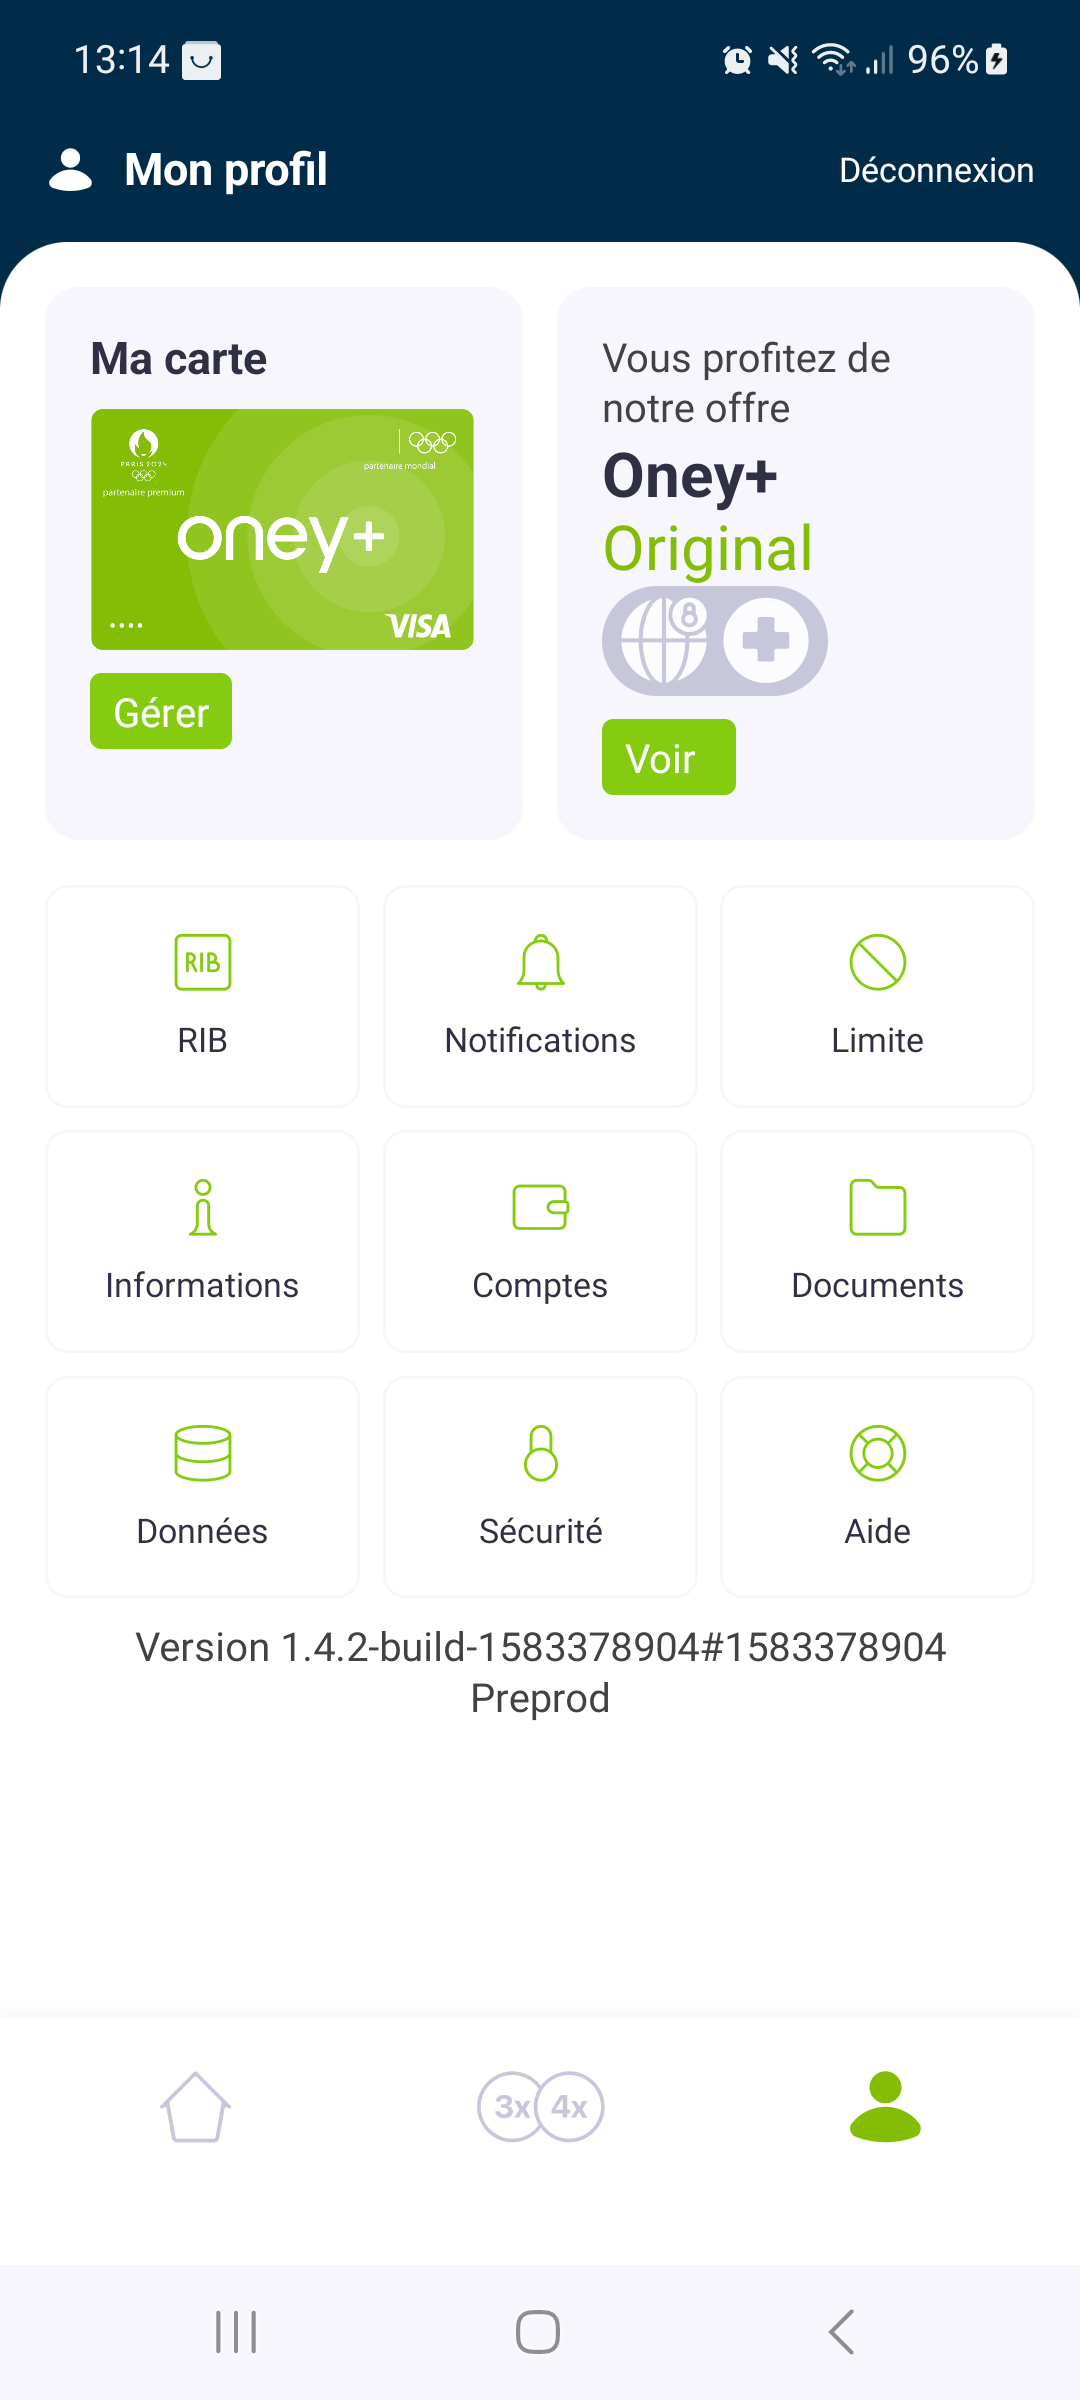 13:14
96%
Mon profil
Déconnexion
Ma carte
PARIS 2024
partenaire premium
partenaire mondial
oney+
VISA
Gérer
Vous profitez de
notre offre
Oney+
Original
Voir
RIB
RIB
Notifications
Limite
Informations
Comptes
Documents
Données
Sécurité
Aide
Version 1.4.2-build-1583378904#1583378904
Preprod
3x 4x